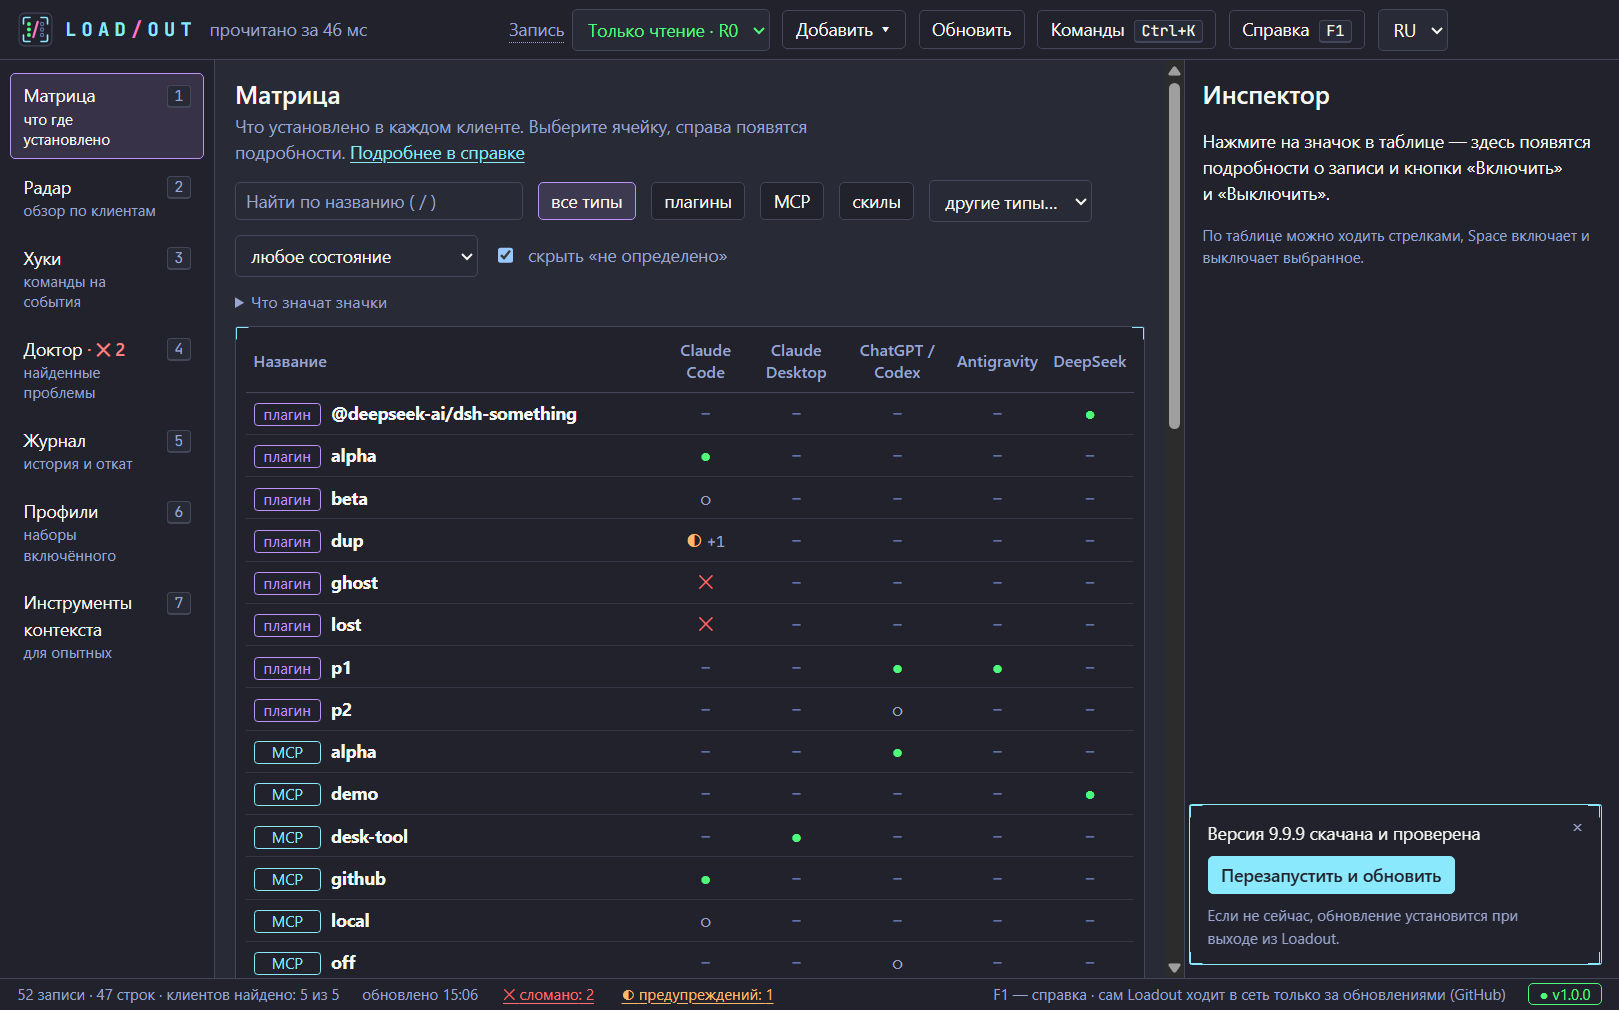 LOAD/OUT прочитано за 46 мс Запись Только чтение · R0 Добавить ▼ Обновить Команды Ctrl+K Справка F1 RU
Матрица 1
что где
установлено
Радар 2
обзор по клиентам
Хуки 3
команды на
события
Доктор · ✕ 2 4
найденные
проблемы
Журнал 5
история и откат
Профили 6
наборы
включённого
Инструменты 7
контекста
для опытных
Матрица
Что установлено в каждом клиенте. Выберите ячейку, справа появятся
подробности. Подробнее в справке
Найти по названию ( / ) все типы плагины MCP скилы другие типы...
любое состояние скрыть «не определено»
▶ Что значат значки
Название Claude Code Claude Desktop ChatGPT / Codex Antigravity DeepSeek
плагин @deepseek-ai/dsh-something – – – – ●
плагин alpha ● – – – –
плагин beta ○ – – – –
плагин dup ◐ +1 – – – –
плагин ghost ✕ – – – –
плагин lost ✕ – – – –
плагин p1 – – ● ● –
плагин p2 – – ○ – –
MCP alpha – – ● – –
MCP demo – – – – ●
MCP desk-tool – ● – – –
MCP github ● – – – –
MCP local ○ – – – –
MCP off – – ○ – –
Инспектор
Нажмите на значок в таблице — здесь появятся
подробности о записи и кнопки «Включить»
и «Выключить».
По таблице можно ходить стрелками, Space включает и
выключает выбранное.
Версия 9.9.9 скачана и проверена ×
Перезапустить и обновить
Если не сейчас, обновление установится при
выходе из Loadout.
52 записи · 47 строк · клиентов найдено: 5 из 5 обновлено 15:06 ✕ сломано: 2 ◐ предупреждений: 1 F1 — справка · сам Loadout ходит в сеть только за обновлениями (GitHub) ● v1.0.0